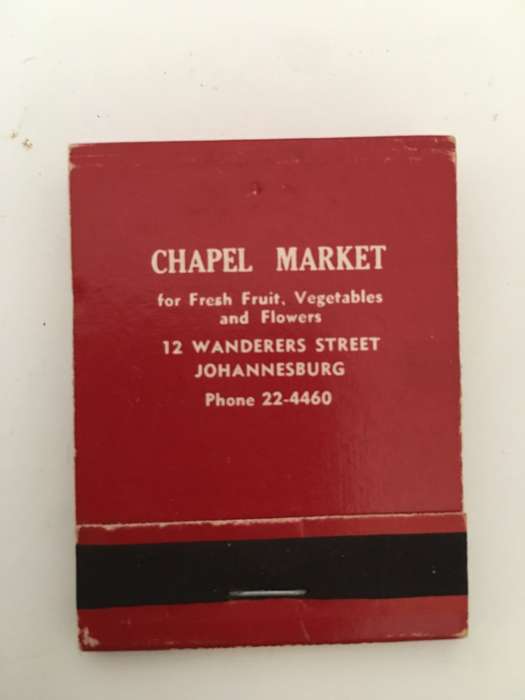 CHAPEL MARKET
for Fresh Fruit, Vegetables
and Flowers
12 WANDERERS STREET
JOHANNESBURG
Phone 22-4460